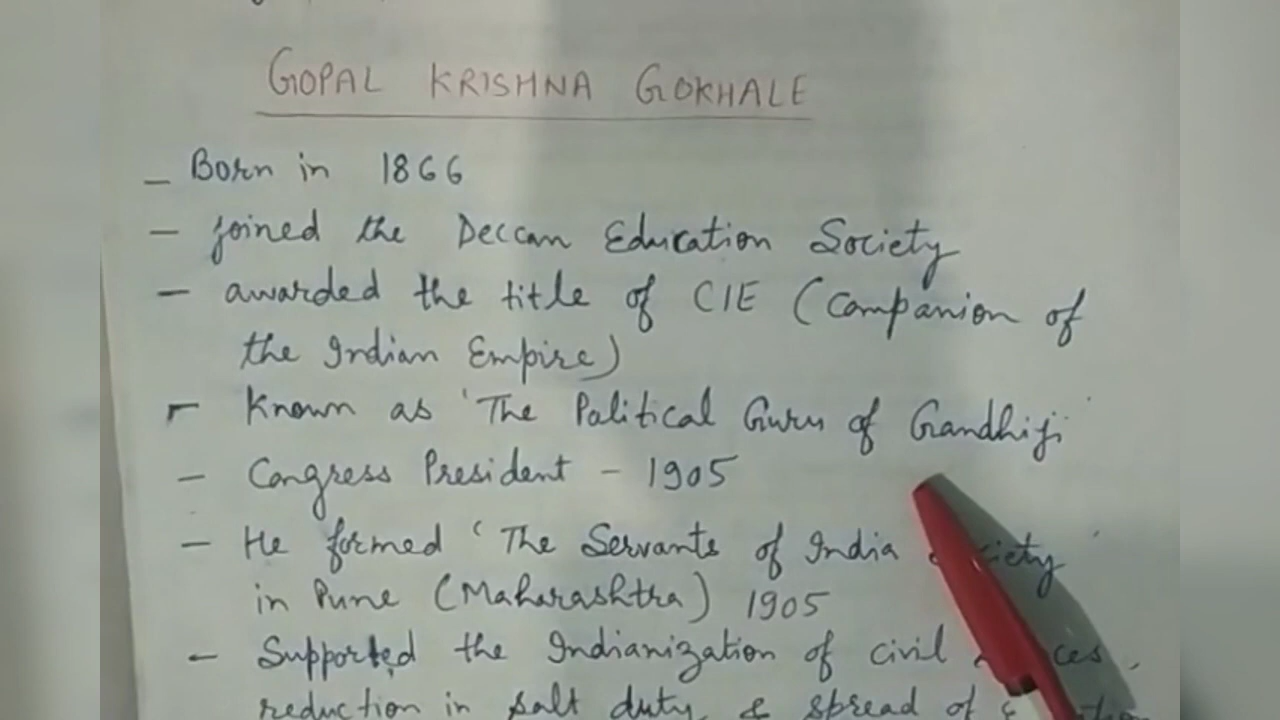 GOPAL KRISHNA GOKHALE
- Born in 1866
- joined the Deccan Education Society
- awarded the title of CIE (Companion of
the Indian Empire)
- Known as 'The Political Guru of Gandhiji'
- Congress President - 1905
- He formed 'The Servants of India
in Pune (Maharashtra) 1905
- Supported the Indianization of civil
reduction in salt duty & spread of